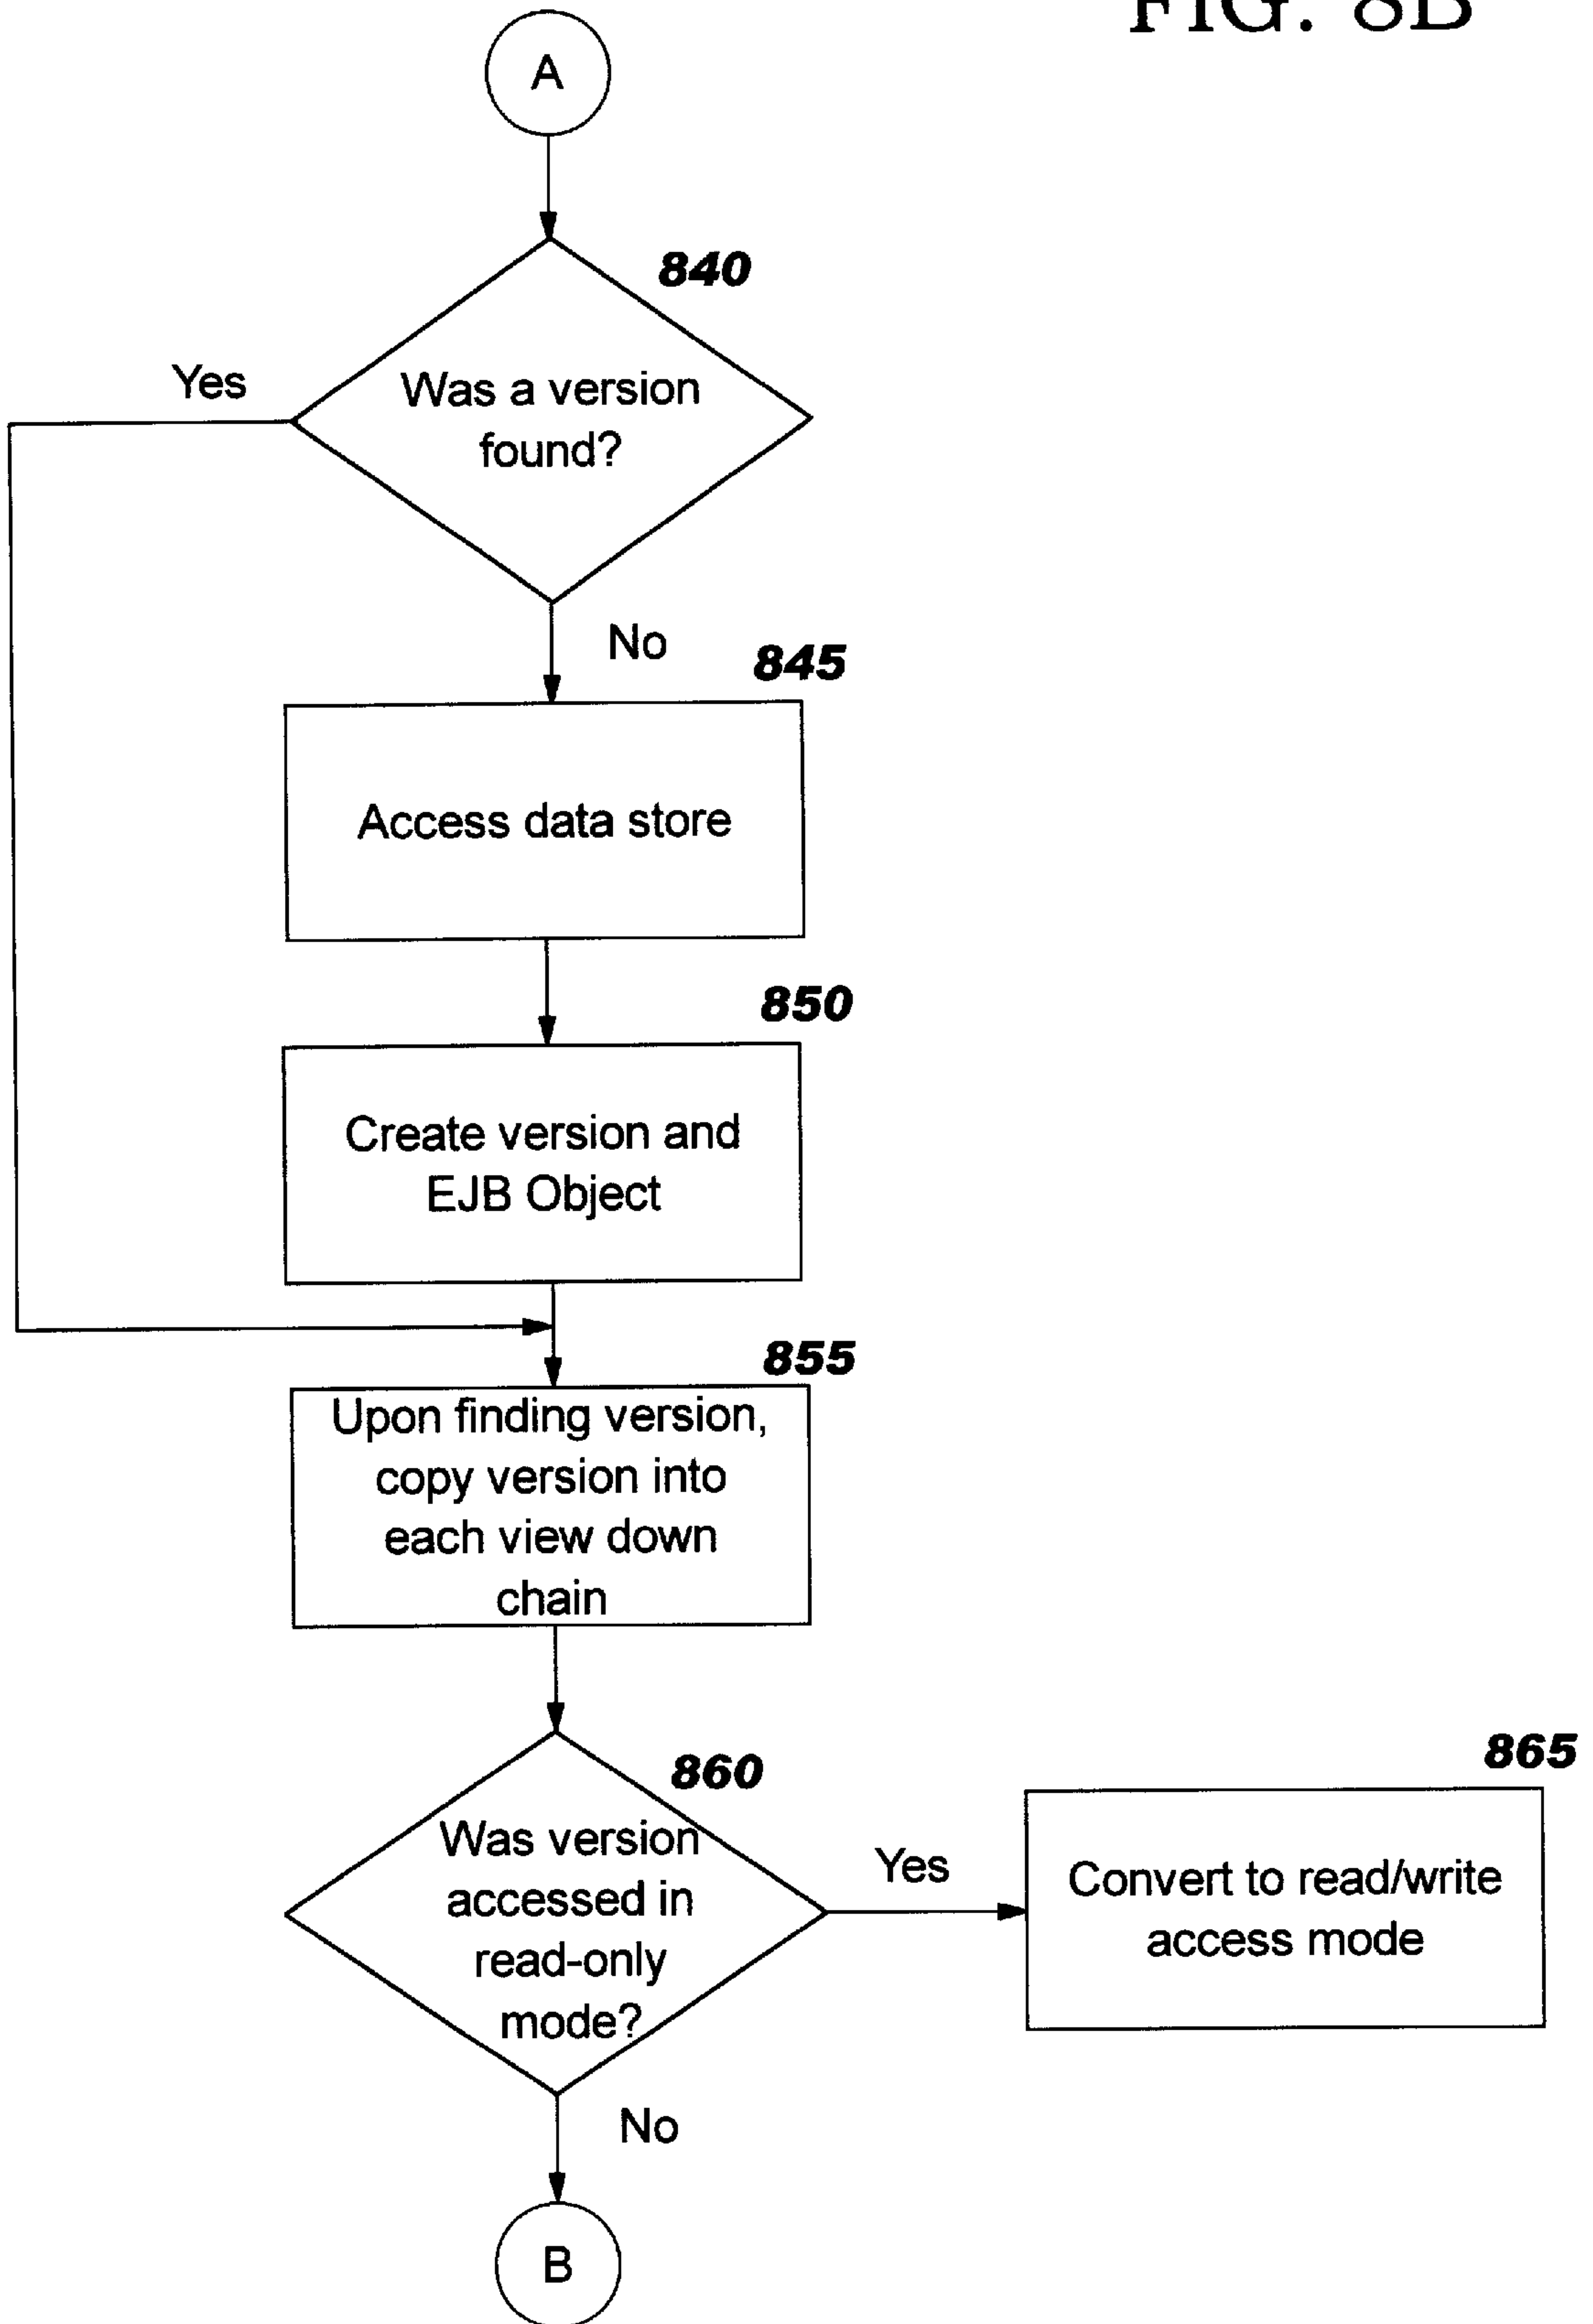 FIG. 8B
A
840
Yes
Was a version
found?
No
845
Access data store
850
Create version and
EJB Object
855
Upon finding version,
copy version into
each view down
chain
860
Was version
accessed in
read-only
mode?
Yes
865
Convert to read/write
access mode
No
B